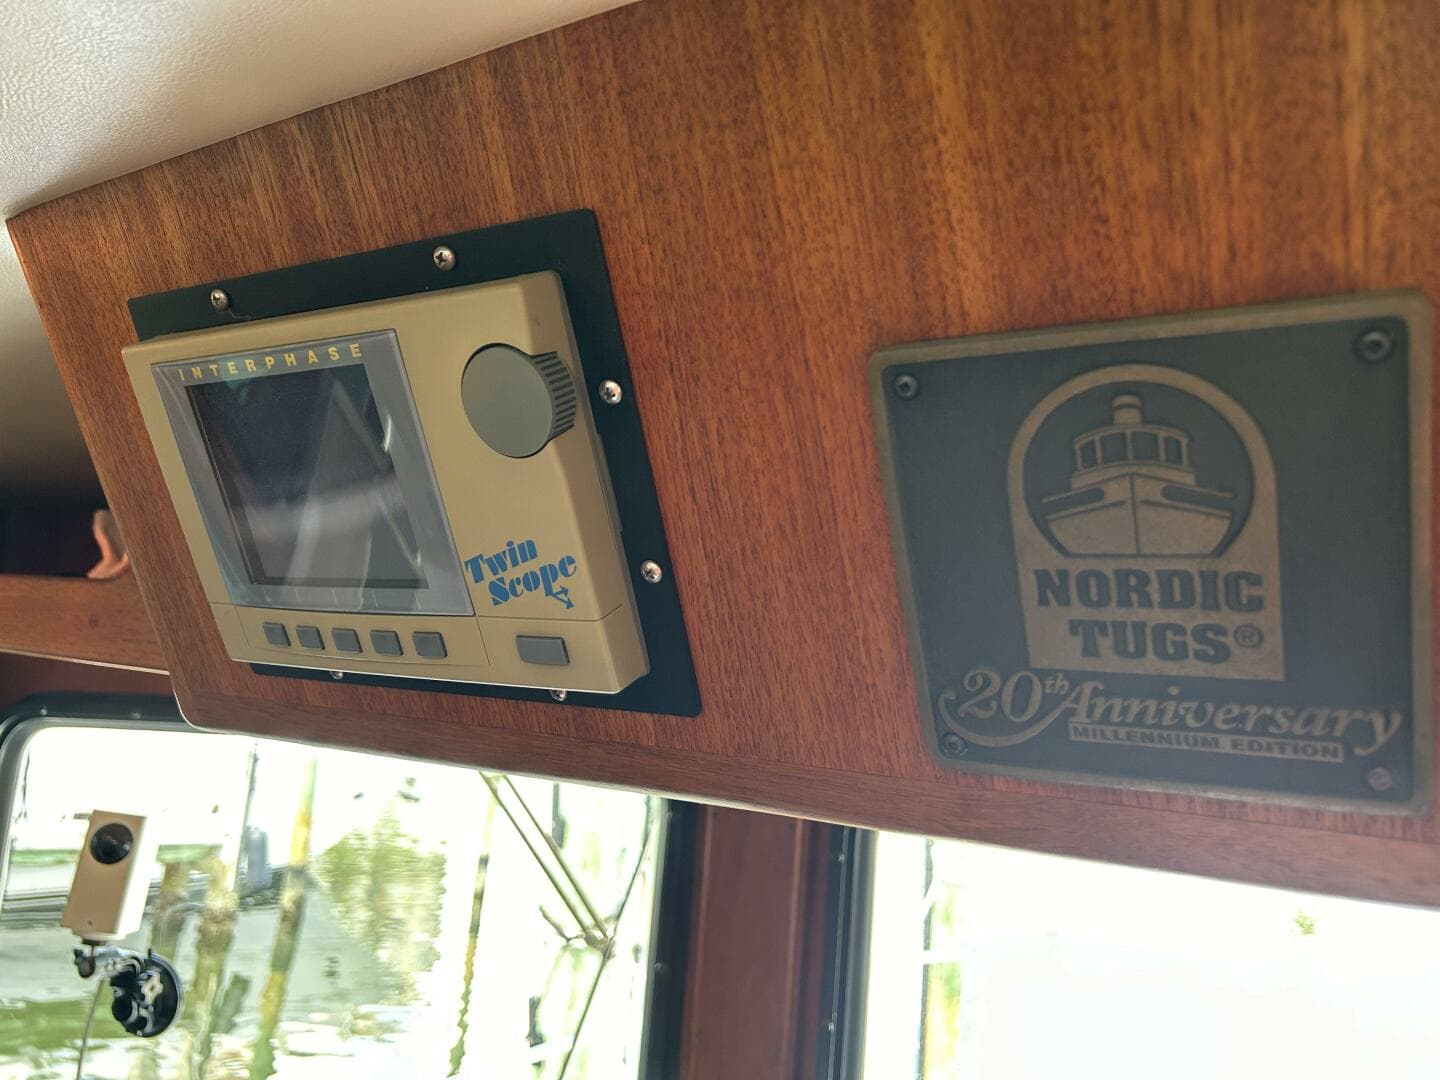 INTERPHASE
Twin
Scope
NORDIC
TUGS®
20th Anniversary
MILLENNIUM EDITION